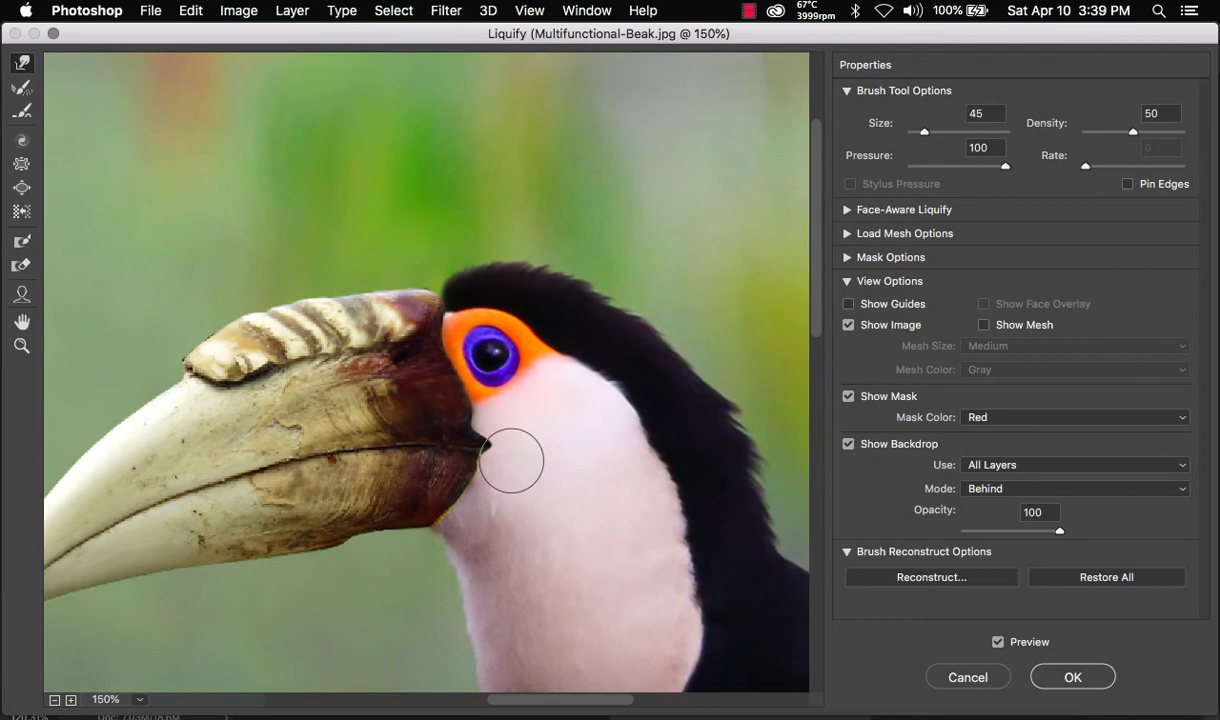 Photoshop File Edit Image Layer Type Select Filter 3D View Window Help 67°C 3999rpm 100% Sat Apr 10 3:39 PM
Liquify (Multifunctional-Beak.jpg @ 150%)
Properties
Brush Tool Options
Size: 45 Density: 50
Pressure: 100 Rate: 0
Stylus Pressure Pin Edges
Face-Aware Liquify
Load Mesh Options
Mask Options
View Options
Show Guides Show Face Overlay
Show Image Show Mesh
Mesh Size: Medium
Mesh Color: Gray
Show Mask
Mask Color: Red
Show Backdrop
Use: All Layers
Mode: Behind
Opacity: 100
Brush Reconstruct Options
Reconstruct... Restore All
Preview
Cancel OK
150%